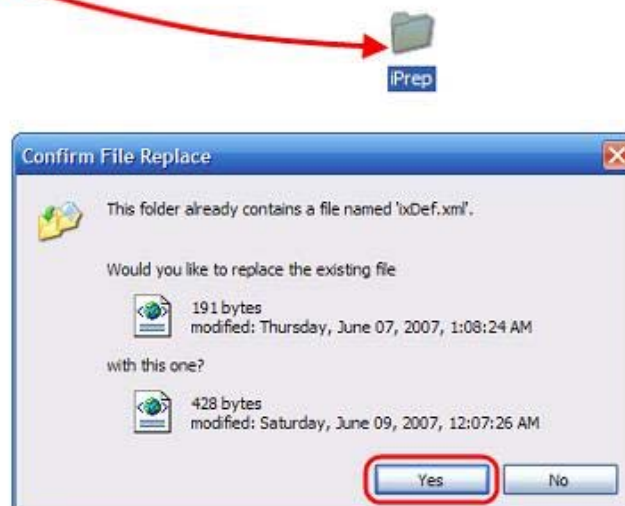 iPrep
Confirm File Replace
This folder already contains a file named 'ixDef.xml'.
Would you like to replace the existing file
191 bytes
modified: Thursday, June 07, 2007, 1:08:24 AM
with this one?
428 bytes
modified: Saturday, June 09, 2007, 12:07:26 AM
Yes No